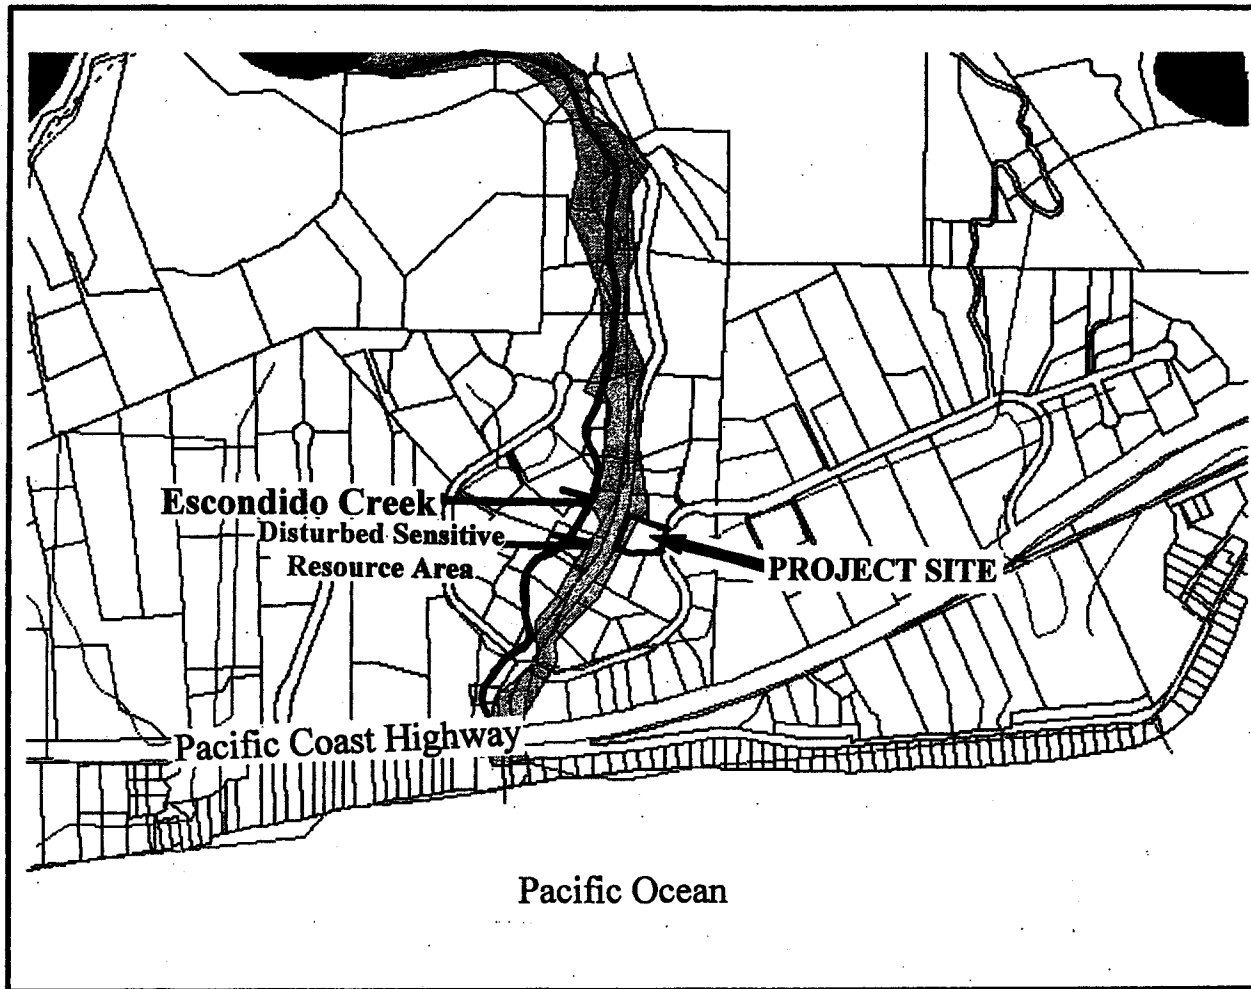 Escondido Creek
Disturbed Sensitive
Resource Area
PROJECT SITE
Pacific Coast Highway
Pacific Ocean